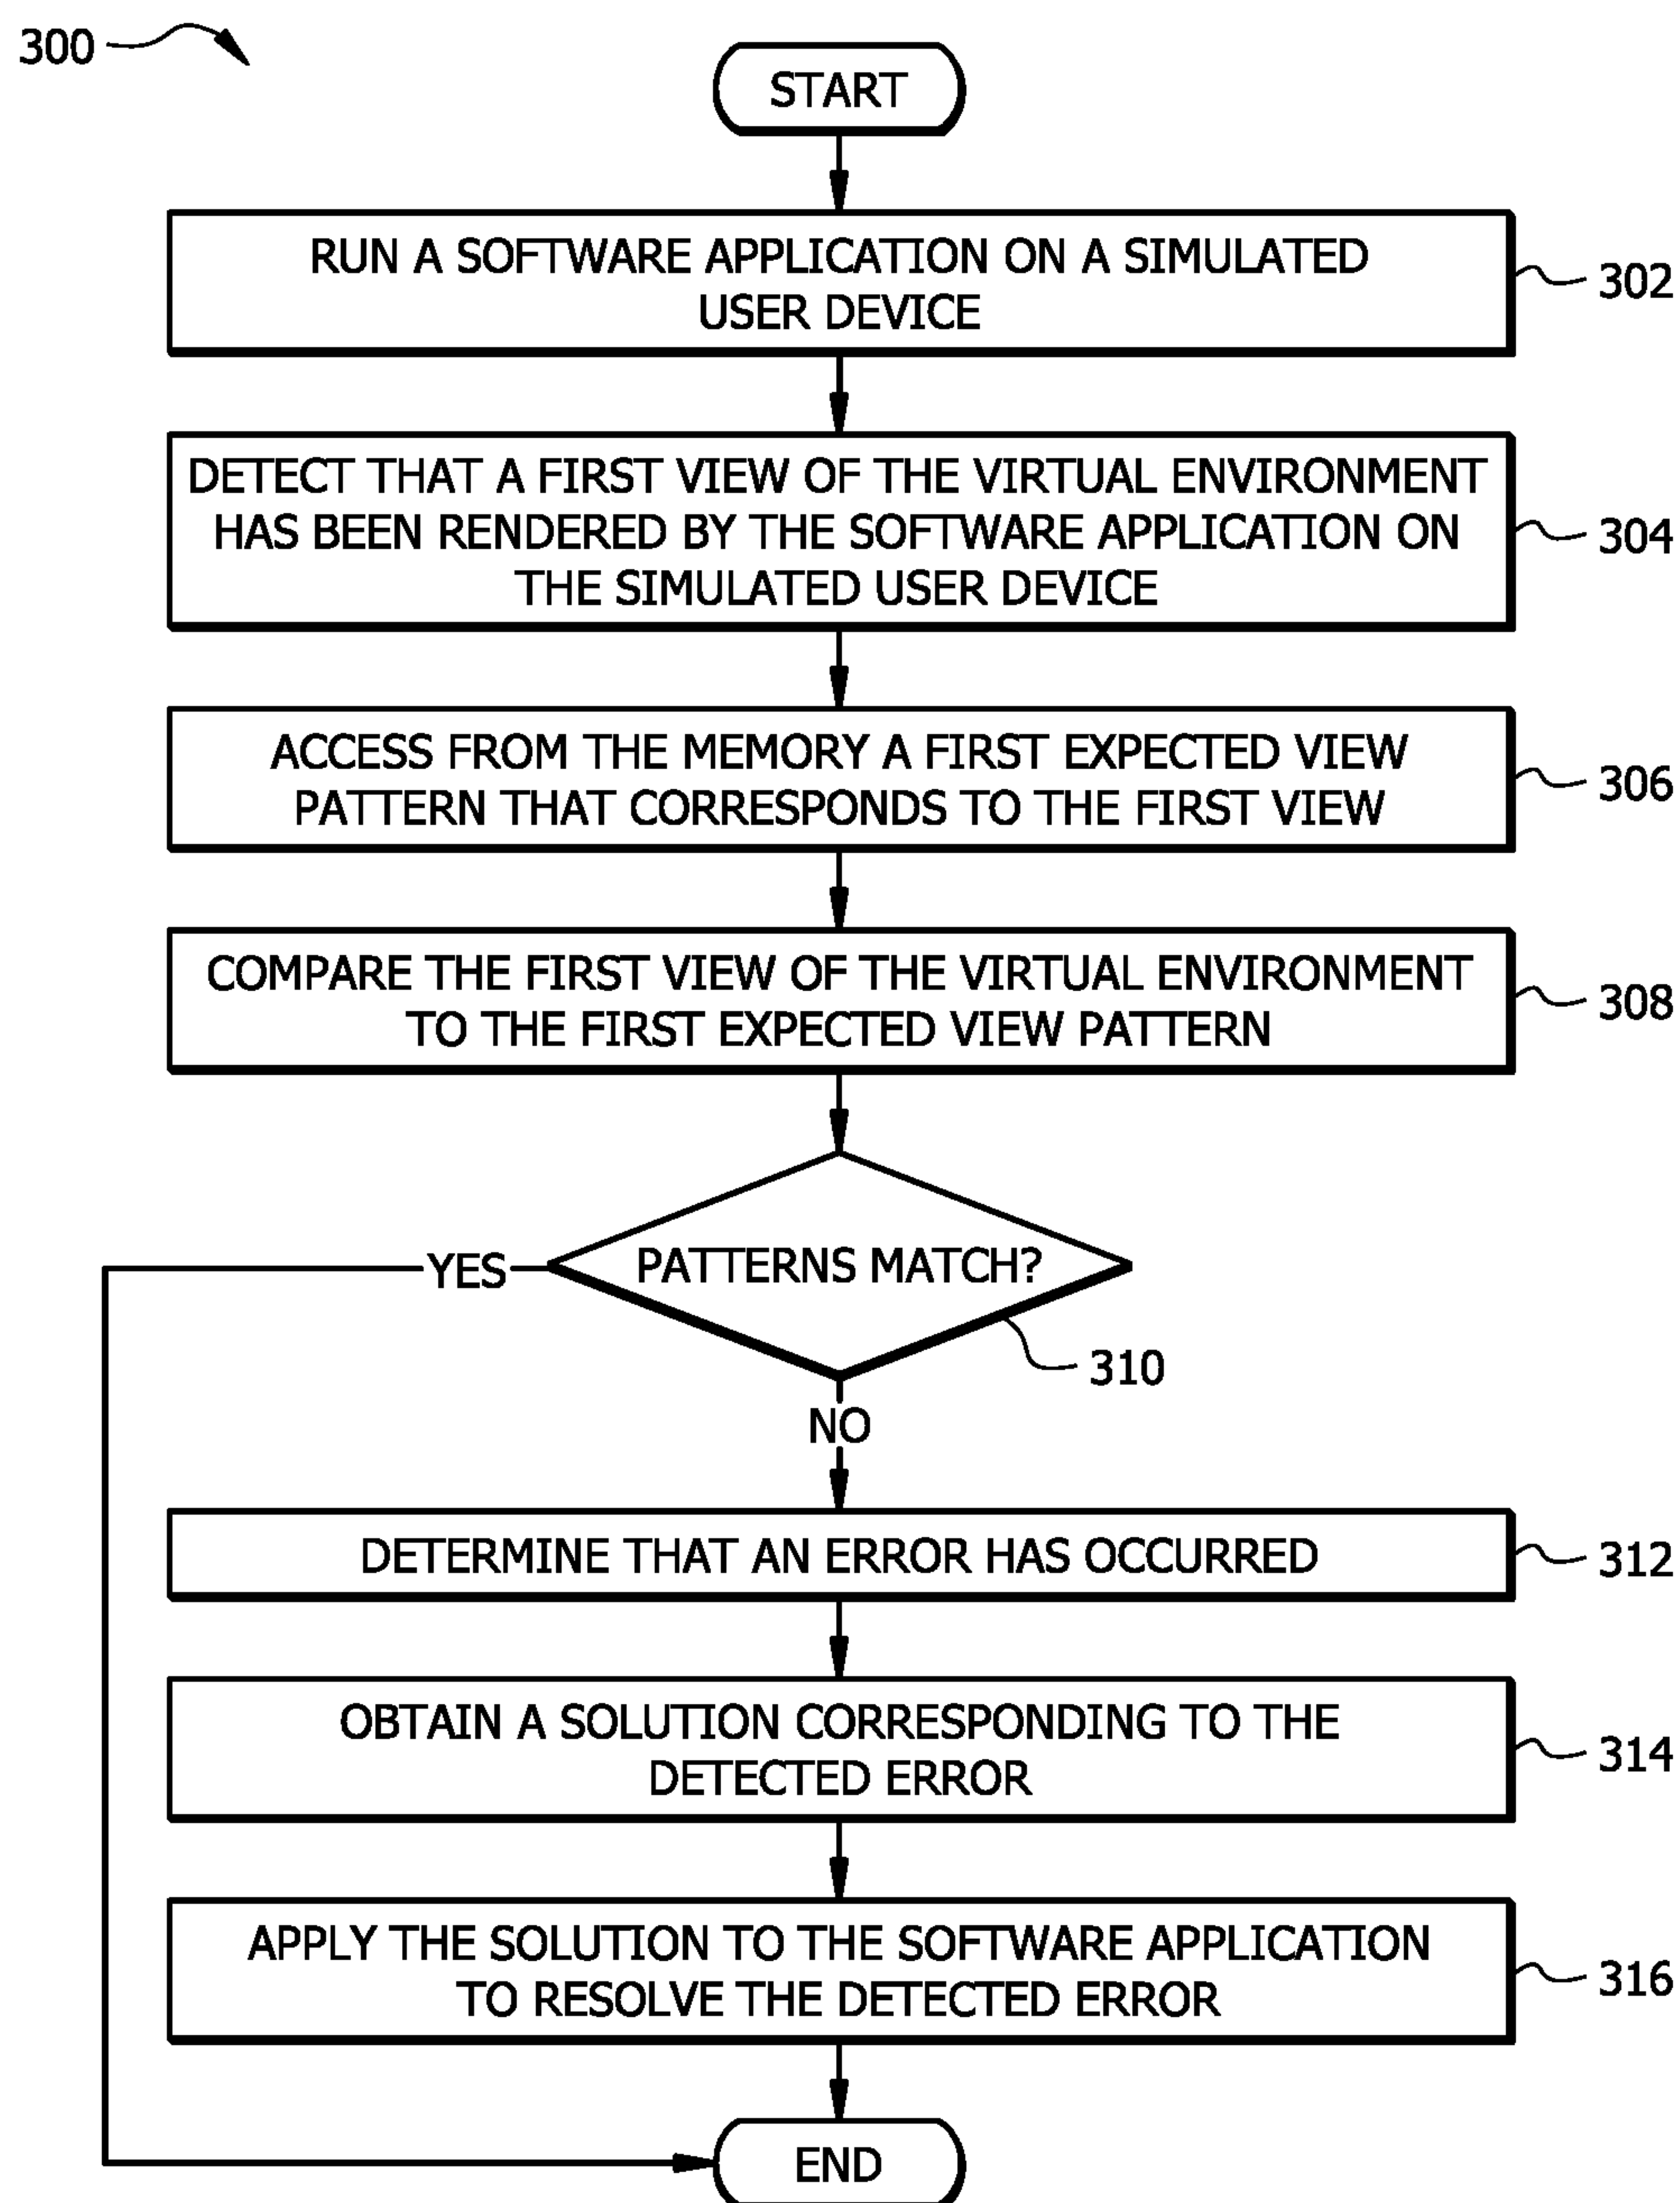 300
START
RUN A SOFTWARE APPLICATION ON A SIMULATED
USER DEVICE
302
DETECT THAT A FIRST VIEW OF THE VIRTUAL ENVIRONMENT
HAS BEEN RENDERED BY THE SOFTWARE APPLICATION ON
THE SIMULATED USER DEVICE
304
ACCESS FROM THE MEMORY A FIRST EXPECTED VIEW
PATTERN THAT CORRESPONDS TO THE FIRST VIEW
306
COMPARE THE FIRST VIEW OF THE VIRTUAL ENVIRONMENT
TO THE FIRST EXPECTED VIEW PATTERN
308
YES
PATTERNS MATCH?
310
NO
DETERMINE THAT AN ERROR HAS OCCURRED
312
OBTAIN A SOLUTION CORRESPONDING TO THE
DETECTED ERROR
314
APPLY THE SOLUTION TO THE SOFTWARE APPLICATION
TO RESOLVE THE DETECTED ERROR
316
END